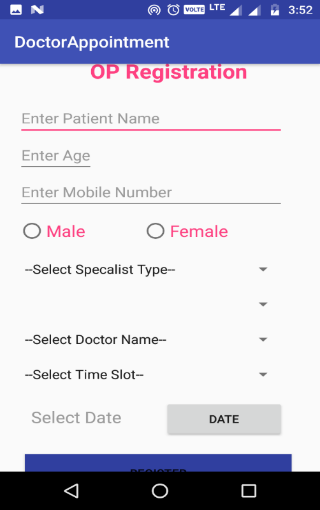 VOLTE LTE 3:52
DoctorAppointment
OP Registration
Enter Patient Name
Enter Age
Enter Mobile Number
Male Female
--Select Specalist Type--
--Select Doctor Name--
--Select Time Slot--
Select Date DATE
REGISTER